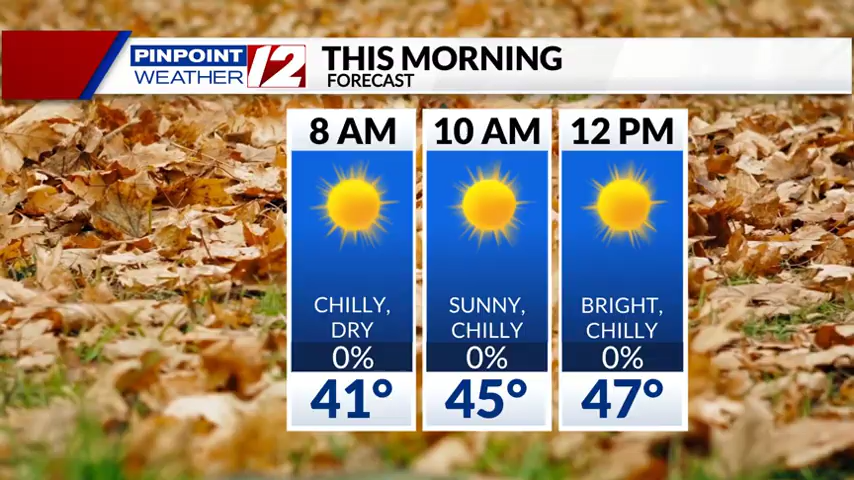 PINPOINT
WEATHER 12
THIS MORNING
FORECAST
8 AM
CHILLY,
DRY
0%
41°
10 AM
SUNNY,
CHILLY
0%
45°
12 PM
BRIGHT,
CHILLY
0%
47°